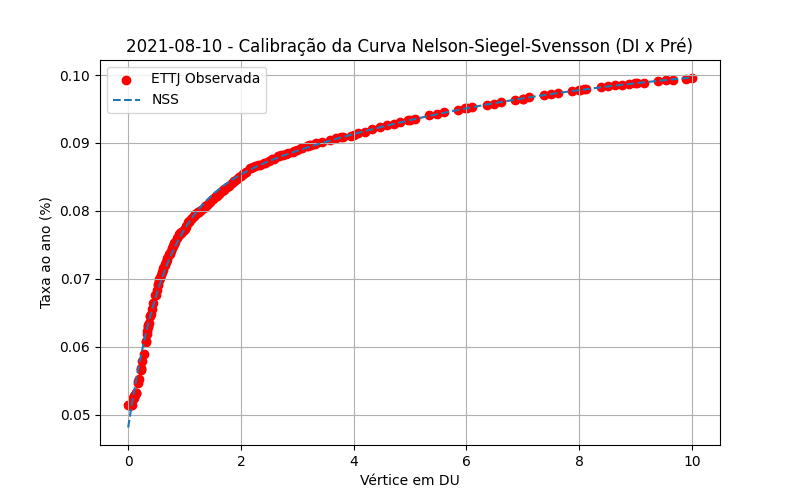 2021-08-10 - Calibração da Curva Nelson-Siegel-Svensson (DI x Pré)
ETTJ Observada
NSS
Taxa ao ano (%)
0.10
0.09
0.08
0.07
0.06
0.05
0 2 4 6 8 10
Vértice em DU